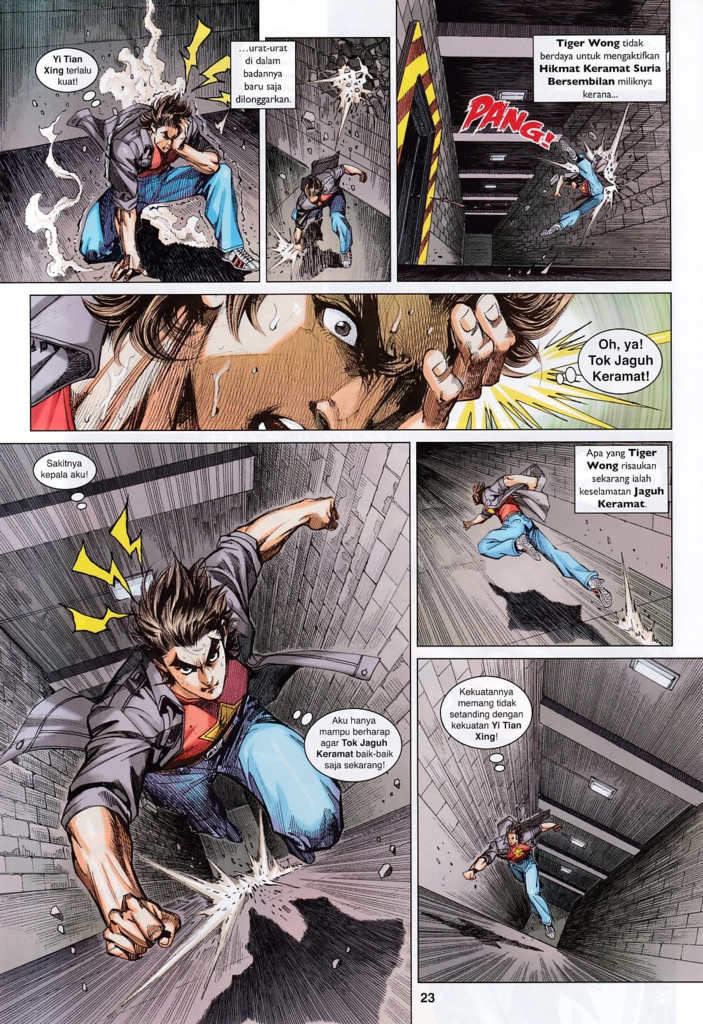 Yi Tian
Xing terlalu
kuat!
...urat-urat
di dalam
badannya
baru saja
dilonggarkan.
Tiger Wong tidak
berdaya untuk mengaktifkan
Hikmat Keramat Suria
Bersembilan miliknya
kerana...
PANG!
Oh, ya!
Tok Jaguh
Keramat!
Sakitnya
kepala aku!
Aku hanya
mampu berharap
agar Tok Jaguh
Keramat baik-baik
saja sekarang!
Apa yang Tiger
Wong risaukan
sekarang ialah
keselamatan Jaguh
Keramat.
Kekuatannya
memang tidak
setanding dengan
kekuatan Yi Tian
Xing!
23